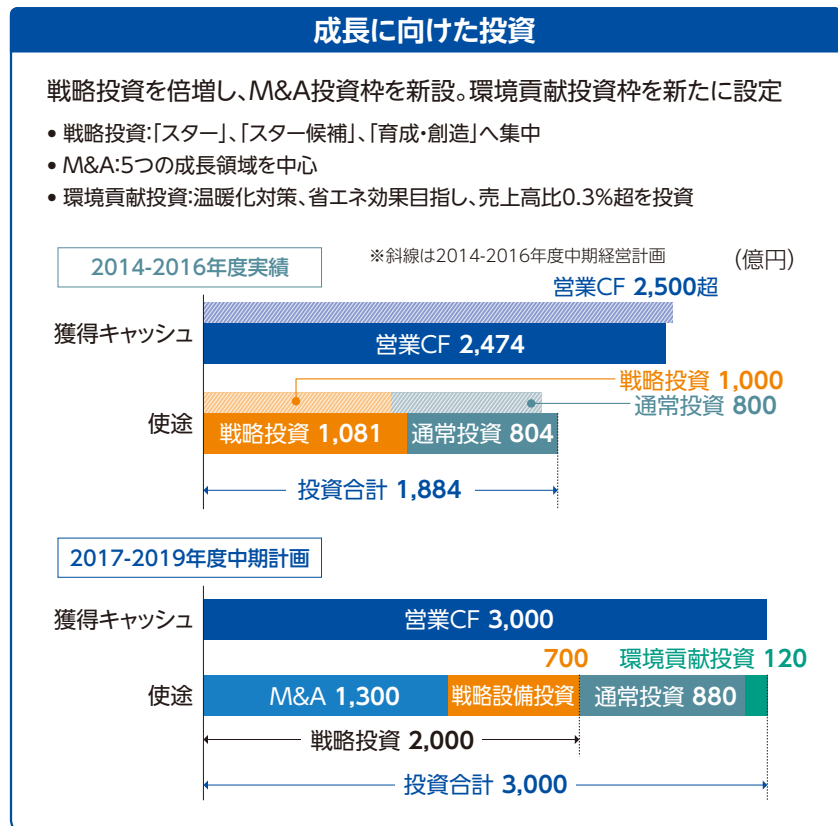 成長に向けた投資
戦略投資を倍増し、M&A投資枠を新設。環境貢献投資枠を新たに設定
• 戦略投資:「スター」、「スター候補」、「育成・創造」へ集中
• M&A:5つの成長領域を中心
• 環境貢献投資:温暖化対策、省エネ効果目指し、売上高比0.3%超を投資
2014-2016年度実績
※斜線は2014-2016年度中期経営計画
(億円)
営業CF 2,500超
獲得キャッシュ
営業CF 2,474
戦略投資 1,000
通常投資 800
使途
戦略投資 1,081
通常投資 804
投資合計 1,884
2017-2019年度中期計画
獲得キャッシュ
営業CF 3,000
700
環境貢献投資 120
使途
M&A 1,300
戦略設備投資
通常投資 880
戦略投資 2,000
投資合計 3,000